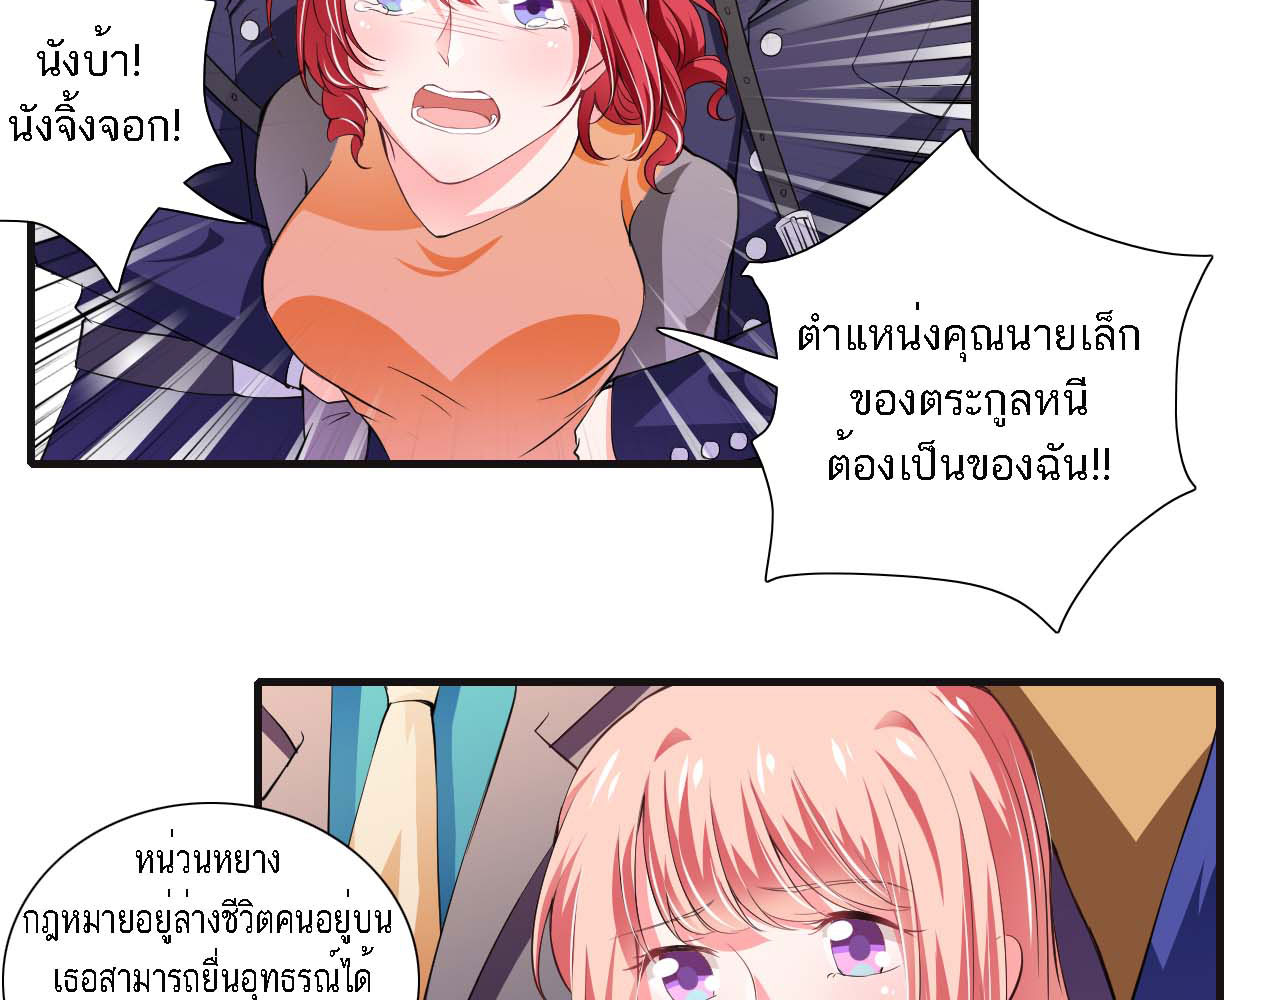 นังบ้า!
นังจิ้งจอก!
ตำแหน่งคุณนายเล็ก
ของตระกูลหนี
ต้องเป็นของฉัน!!
หน่วนหยาง
กฎหมายอยู่ล่างชีวิตคนอยู่บน
เธอสามารถยื่นอุทธรณ์ได้